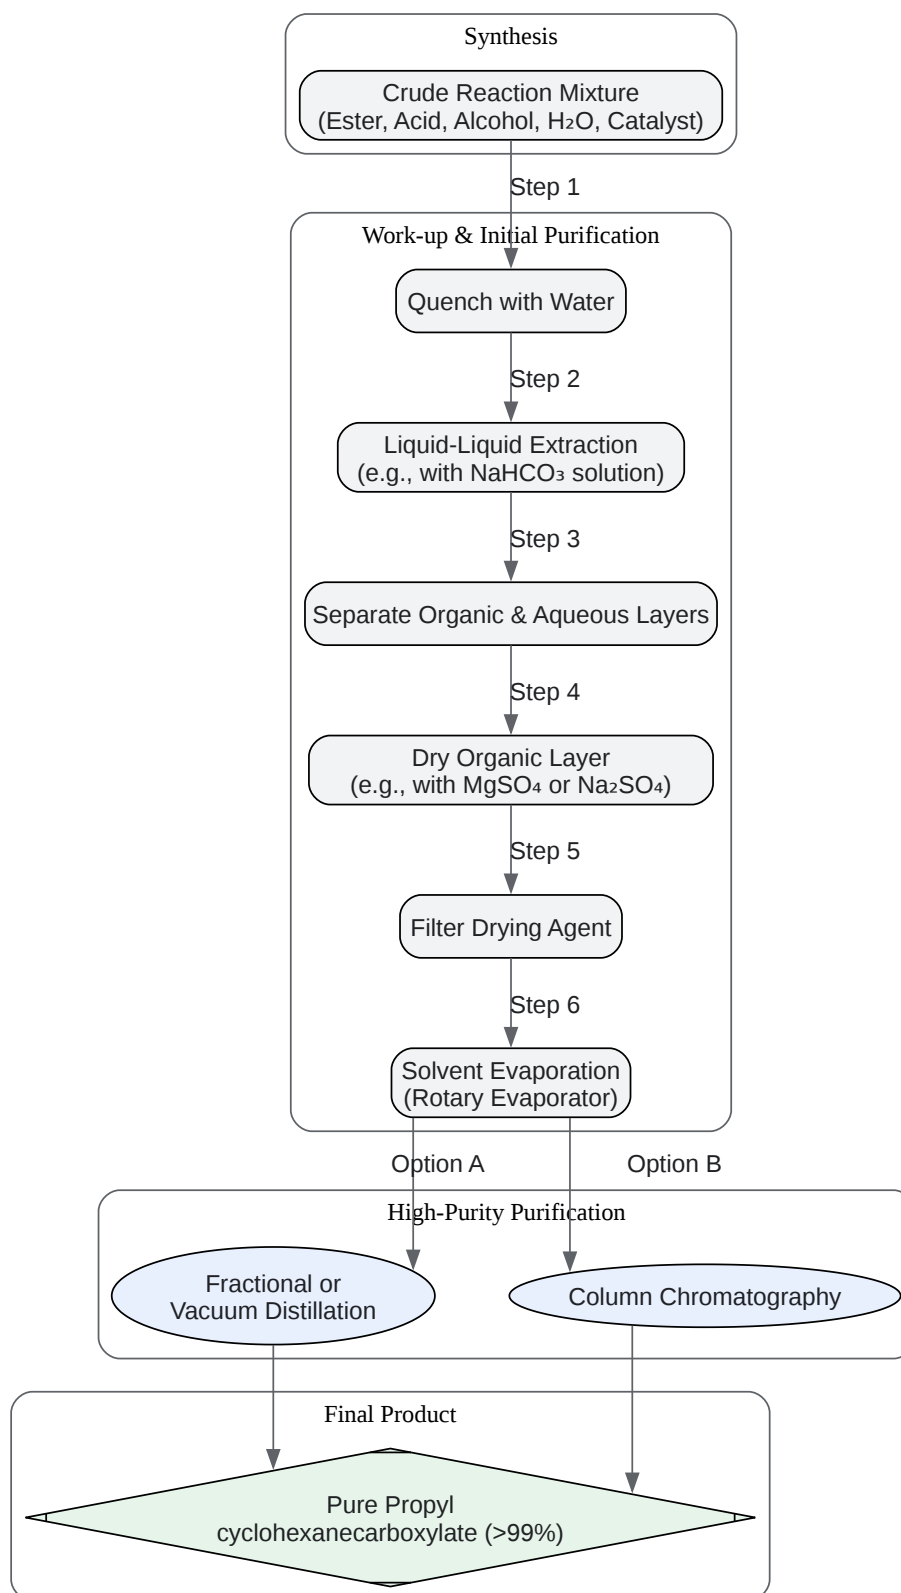 Synthesis
Crude Reaction Mixture
(Ester, Acid, Alcohol, H₂O, Catalyst)
Step 1
Work-up & Initial Purification
Quench with Water
Step 2
Liquid-Liquid Extraction
(e.g., with NaHCO₃ solution)
Step 3
Separate Organic & Aqueous Layers
Step 4
Dry Organic Layer
(e.g., with MgSO₄ or Na₂SO₄)
Step 5
Filter Drying Agent
Step 6
Solvent Evaporation
(Rotary Evaporator)
Option A
Option B
High-Purity Purification
Fractional or
Vacuum Distillation
Column Chromatography
Final Product
Pure Propyl
cyclohexanecarboxylate (>99%)